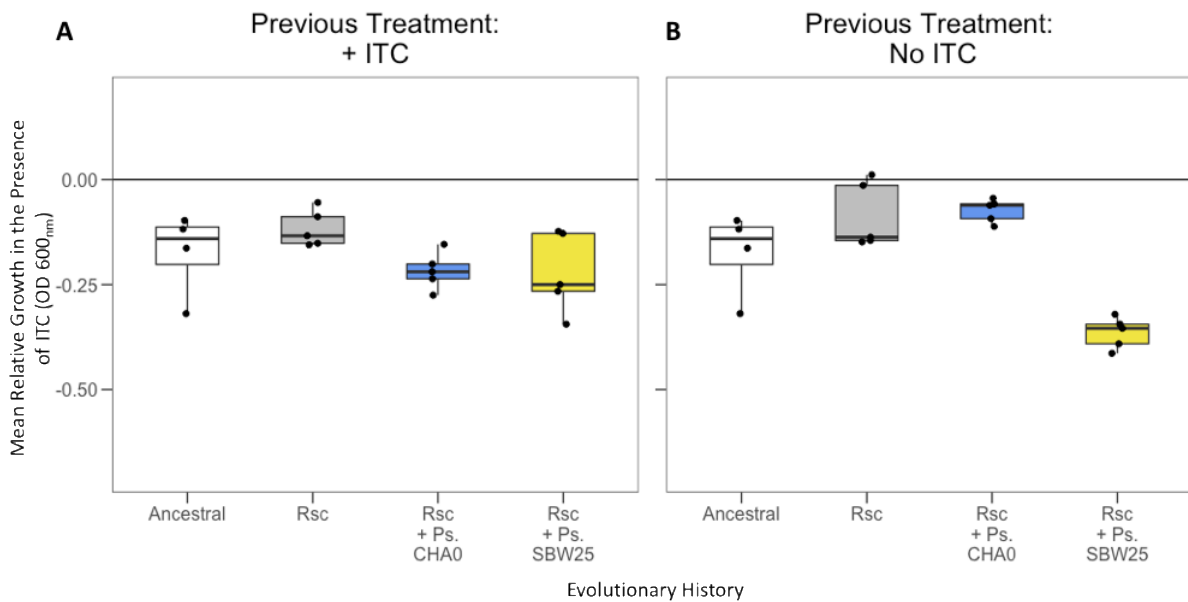 A
Previous Treatment:
+ ITC
B
Previous Treatment:
No ITC
Mean Relative Growth in the Presence
of ITC (OD 600nm)
0.00
-0.25
-0.50
Ancestral
Rsc
Rsc
+ Ps.
CHA0
Rsc
+ Ps.
SBW25
Ancestral
Rsc
Rsc
+ Ps.
CHA0
Rsc
+ Ps.
SBW25
Evolutionary History